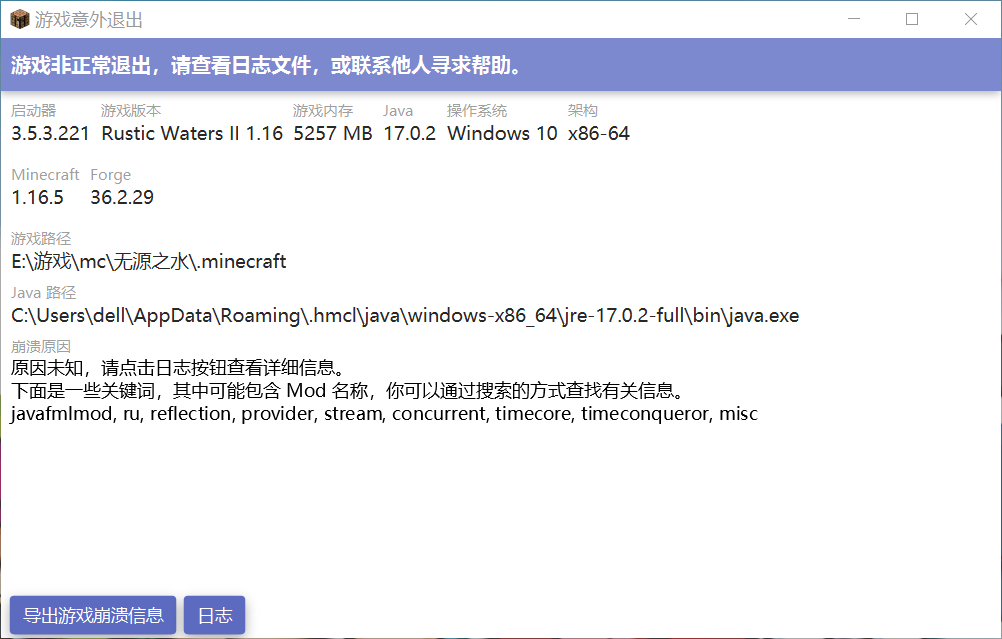 游戏意外退出
游戏非正常退出，请查看日志文件，或联系他人寻求帮助。
启动器 游戏版本 游戏内存 Java 操作系统 架构
3.5.3.221 Rustic Waters II 1.16 5257 MB 17.0.2 Windows 10 x86-64
Minecraft Forge
1.16.5 36.2.29
游戏路径
E:\游戏\mc\无源之水\.minecraft
Java 路径
C:\Users\dell\AppData\Roaming\.hmcl\java\windows-x86_64\jre-17.0.2-full\bin\java.exe
崩溃原因
原因未知，请点击日志按钮查看详细信息。
下面是一些关键词，其中可能包含 Mod 名称，你可以通过搜索的方式查找有关信息。
javafmlmod, ru, reflection, provider, stream, concurrent, timecore, timeconqueror, misc
导出游戏崩溃信息 日志